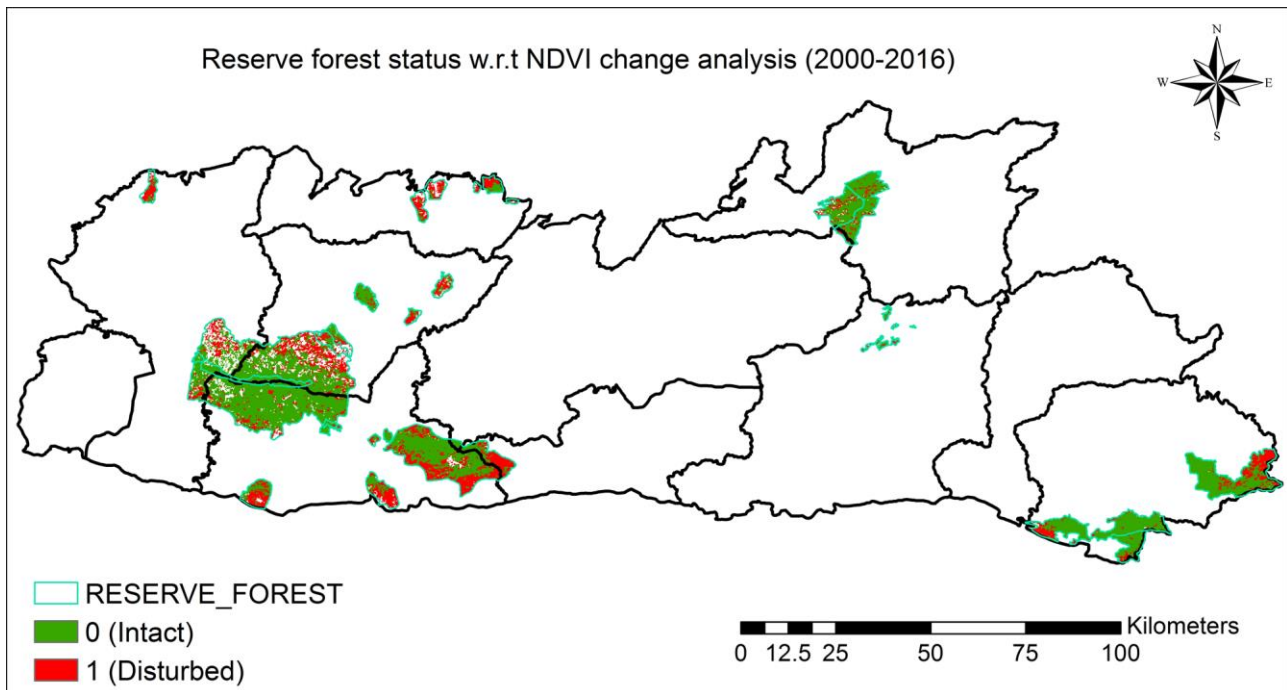 Reserve forest status w.r.t NDVI change analysis (2000-2016)
N
W E
S
RESERVE_FOREST
0 (Intact)
1 (Disturbed)
Kilometers
0 12.5 25 50 75 100